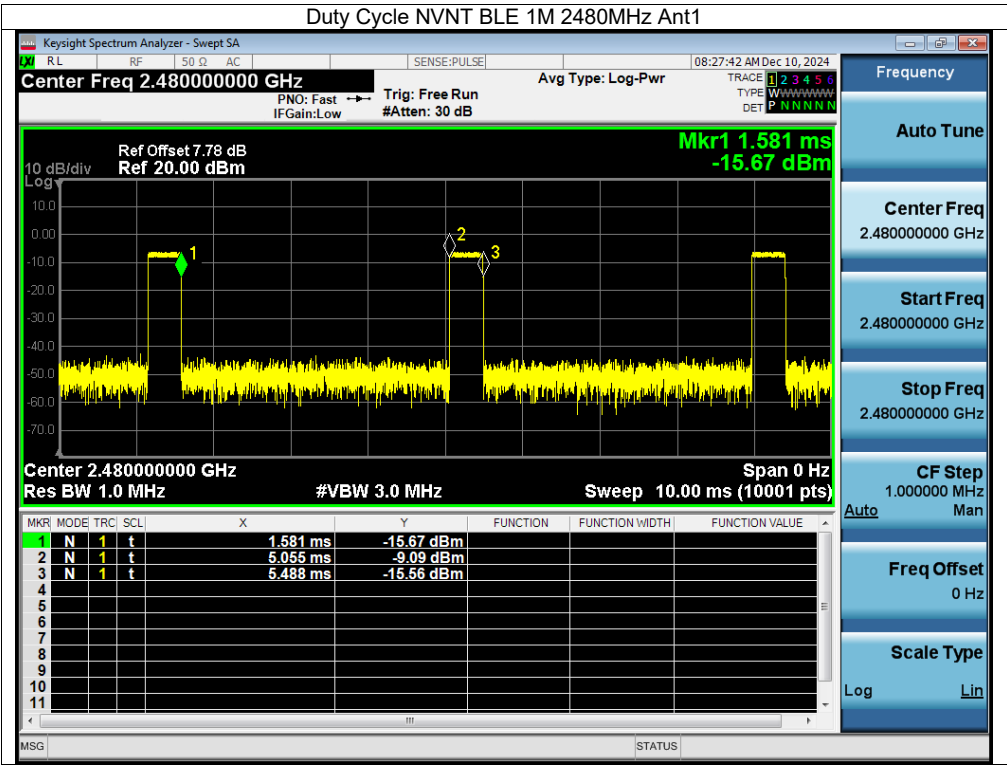 Duty Cycle NVNT BLE 1M 2480MHz Ant1
Keysight Spectrum Analyzer - Swept SA
LXI RL RF 50 Ω AC SENSE:PULSE 08:27:42 AM Dec 10, 2024
Center Freq 2.480000000 GHz Avg Type: Log-Pwr TRACE 1 2 3 4 5 6
PNO: Fast Trig: Free Run TYPE WWWWWW
IFGain:Low #Atten: 30 dB DET P N N N N N
Mkr1 1.581 ms
-15.67 dBm
Ref Offset 7.78 dB
10 dB/div Ref 20.00 dBm
Log
10.0
0.00
-10.0
-20.0
-30.0
-40.0
-50.0
-60.0
-70.0
1
2
3
Center 2.480000000 GHz Span 0 Hz
Res BW 1.0 MHz #VBW 3.0 MHz Sweep 10.00 ms (10001 pts)
MKR MODE TRC SCL X Y FUNCTION FUNCTION WIDTH FUNCTION VALUE
1 N 1 t 1.581 ms -15.67 dBm
2 N 1 t 5.055 ms -9.09 dBm
3 N 1 t 5.488 ms -15.56 dBm
4
5
6
7
8
9
10
11
MSG STATUS
Frequency
Auto Tune
Center Freq
2.480000000 GHz
Start Freq
2.480000000 GHz
Stop Freq
2.480000000 GHz
CF Step
1.000000 MHz
Auto Man
Freq Offset
0 Hz
Scale Type
Log Lin